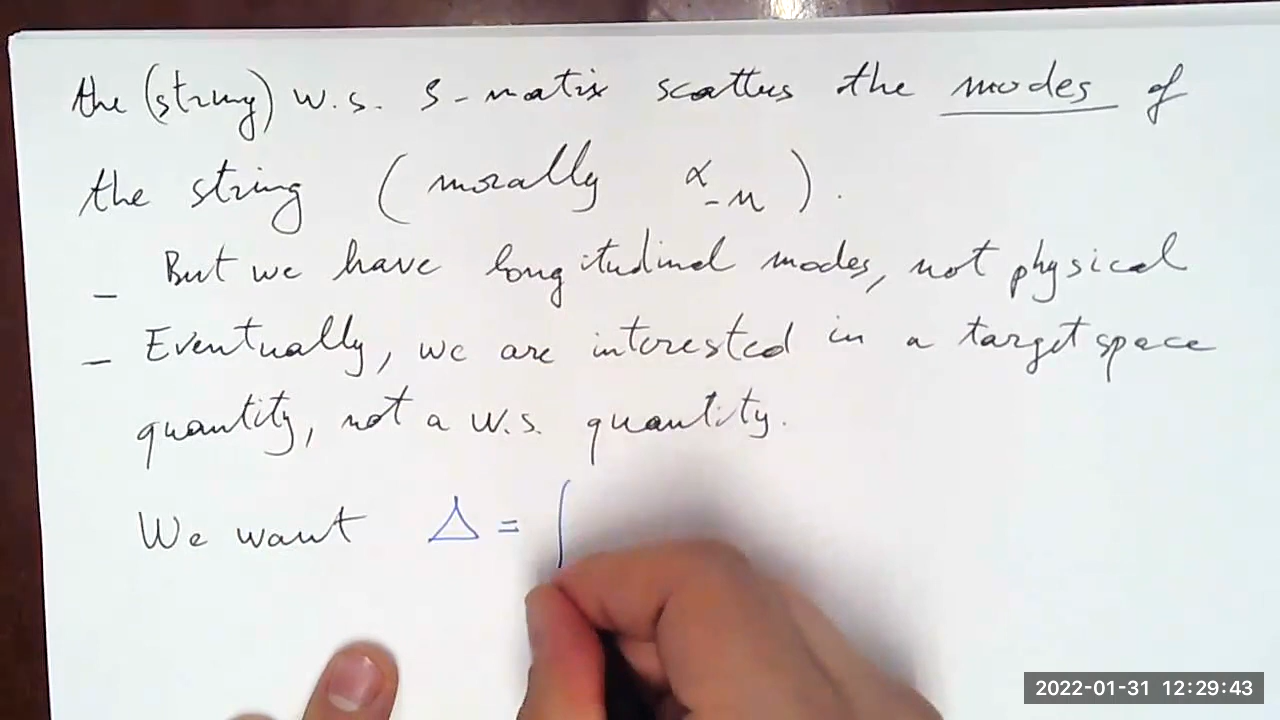 the (string) w.s. S-matrix scatters the modes of
the string (morally α_-n).
– But we have longitudinal modes, not physical
– Eventually, we are interested in a target space
quantity, not a w.s. quantity.
We want Δ = ∫
2022-01-31 12:29:43